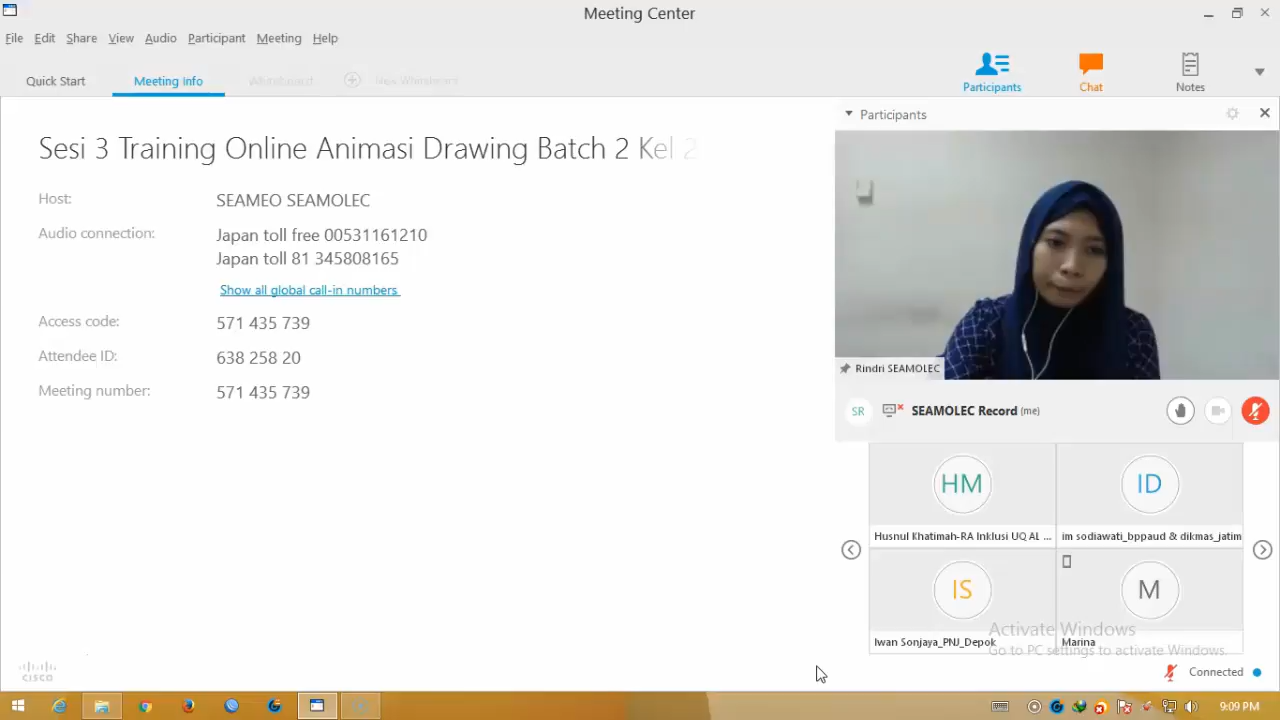 Meeting Center
File Edit Share View Audio Participant Meeting Help
Quick Start Meeting Info Whiteboard New Whiteboard
Participants Chat Notes
Participants
Sesi 3 Training Online Animasi Drawing Batch 2 Kel 2
Host: SEAMEO SEAMOLEC
Audio connection: Japan toll free 00531161210
Japan toll 81 345808165
Show all global call-in numbers
Access code: 571 435 739
Attendee ID: 638 258 20
Meeting number: 571 435 739
Rindri SEAMOLEC
SR SEAMOLEC Record (me)
HM ID
Husnul Khatimah-RA Inklusi UQ AL ... im sodiawati_bppaud & dikmas_jatim
IS M
Iwan Sonjaya_PNJ_Depok Marina
Activate Windows
Go to PC settings to activate Windows.
cisco
Connected
9:09 PM